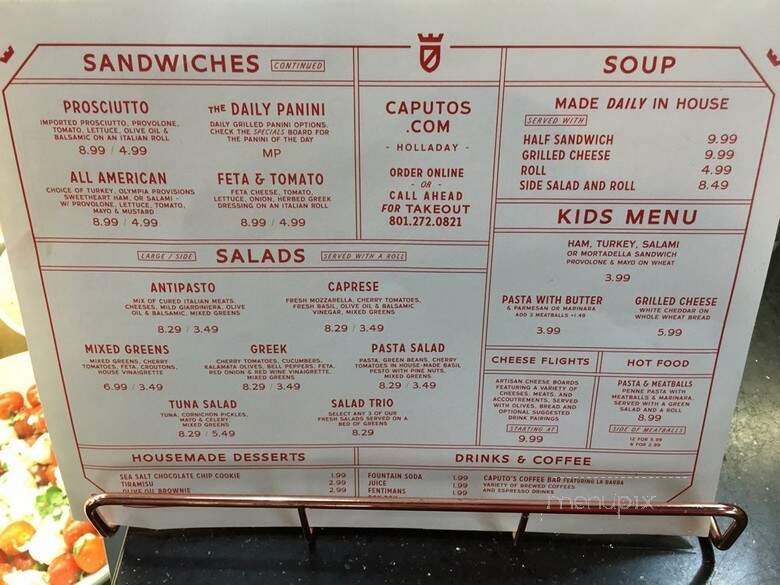 SANDWICHES CONTINUED
PROSCIUTTO
IMPORTED PROSCIUTTO, PROVOLONE,
TOMATO, LETTUCE, OLIVE OIL &
BALSAMIC ON AN ITALIAN ROLL
8.99 / 4.99
THE DAILY PANINI
DAILY GRILLED PANINI OPTIONS.
CHECK THE SPECIALS BOARD FOR
THE PANINI OF THE DAY
MP
ALL AMERICAN
CHOICE OF TURKEY, OLYMPIA PROVISIONS
SWEETHEART HAM, OR SALAMI -
W/ PROVOLONE, LETTUCE, TOMATO,
MAYO & MUSTARD
8.99 / 4.99
FETA & TOMATO
FETA CHEESE, TOMATO,
LETTUCE, ONION, HERBED GREEK
DRESSING ON AN ITALIAN ROLL
8.99 / 4.99
CAPUTOS
.COM
- HOLLADAY -
ORDER ONLINE
- OR -
CALL AHEAD
FOR TAKEOUT
801.272.0821
SOUP
MADE DAILY IN HOUSE
SERVED WITH
HALF SANDWICH 9.99
GRILLED CHEESE 9.99
ROLL 4.99
SIDE SALAD AND ROLL 8.49
KIDS MENU
HAM, TURKEY, SALAMI
OR MORTADELLA SANDWICH
PROVOLONE & MAYO ON WHEAT
3.99
PASTA WITH BUTTER
& PARMESAN OR MARINARA
ADD 2 MEATBALLS +1.49
3.99
GRILLED CHEESE
WHITE CHEDDAR ON
WHOLE WHEAT BREAD
5.99
LARGE / SIDE SALADS SERVED WITH A ROLL
ANTIPASTO
MIX OF CURED ITALIAN MEATS,
CHEESES, MILD GIARDINIERA, OLIVE
OIL & BALSAMIC, MIXED GREENS
8.29 / 3.49
CAPRESE
FRESH MOZZARELLA, CHERRY TOMATOES,
FRESH BASIL, OLIVE OIL & BALSAMIC
VINEGAR, MIXED GREENS
8.29 / 3.49
MIXED GREENS
MIXED GREENS, CHERRY
TOMATOES, FETA, CROUTONS,
HOUSE VINAIGRETTE
6.99 / 3.49
GREEK
CHERRY TOMATOES, CUCUMBERS,
KALAMATA OLIVES, BELL PEPPERS, FETA,
RED ONION & RED WINE VINAIGRETTE,
MIXED GREENS
8.29 / 3.49
PASTA SALAD
PASTA, GREEN BEANS, CHERRY
TOMATOES IN HOUSE-MADE BASIL
PESTO WITH PINE NUTS,
MIXED GREENS
8.29 / 3.49
TUNA SALAD
TUNA, CORNICHON PICKLES,
MAYO & CELERY
MIXED GREENS
8.29 / 5.49
SALAD TRIO
SELECT ANY 3 OF OUR
FRESH SALADS SERVED ON A
BED OF GREENS
8.29
CHEESE FLIGHTS
ARTISAN CHEESE BOARDS
FEATURING A VARIETY OF
CHEESES, MEATS, AND
ACCOUTREMENTS, SERVED
WITH OLIVES, BREAD AND
OPTIONAL SUGGESTED
DRINK PAIRINGS
STARTING AT
9.99
HOT FOOD
PASTA & MEATBALLS
PENNE PASTA WITH
MEATBALLS & MARINARA.
SERVED WITH A GREEN
SALAD AND A ROLL
8.99
SIDE OF MEATBALLS
12 FOR 5.99
6 FOR 2.99
HOUSEMADE DESSERTS
SEA SALT CHOCOLATE CHIP COOKIE 1.99
TIRAMISU 2.99
OLIVE OIL BROWNIE 2.99
DRINKS & COFFEE
FOUNTAIN SODA 1.99
JUICE 1.99
FENTIMANS 1.99
CAPUTO'S COFFEE BAR FEATURING LA BARBA
VARIETY OF BREWED COFFEES
AND ESPRESSO DRINKS
menupix